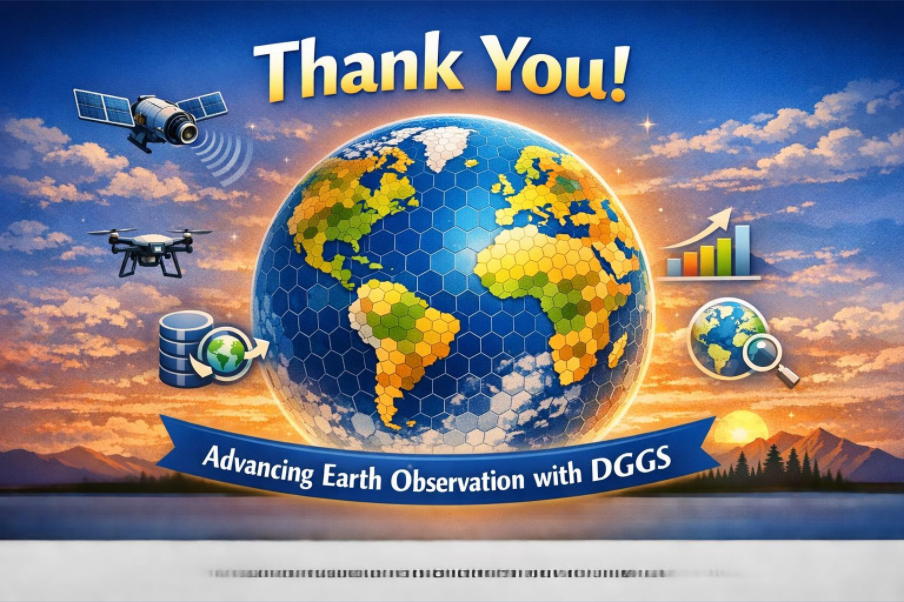 Thank You!
Advancing Earth Observation with DGGS